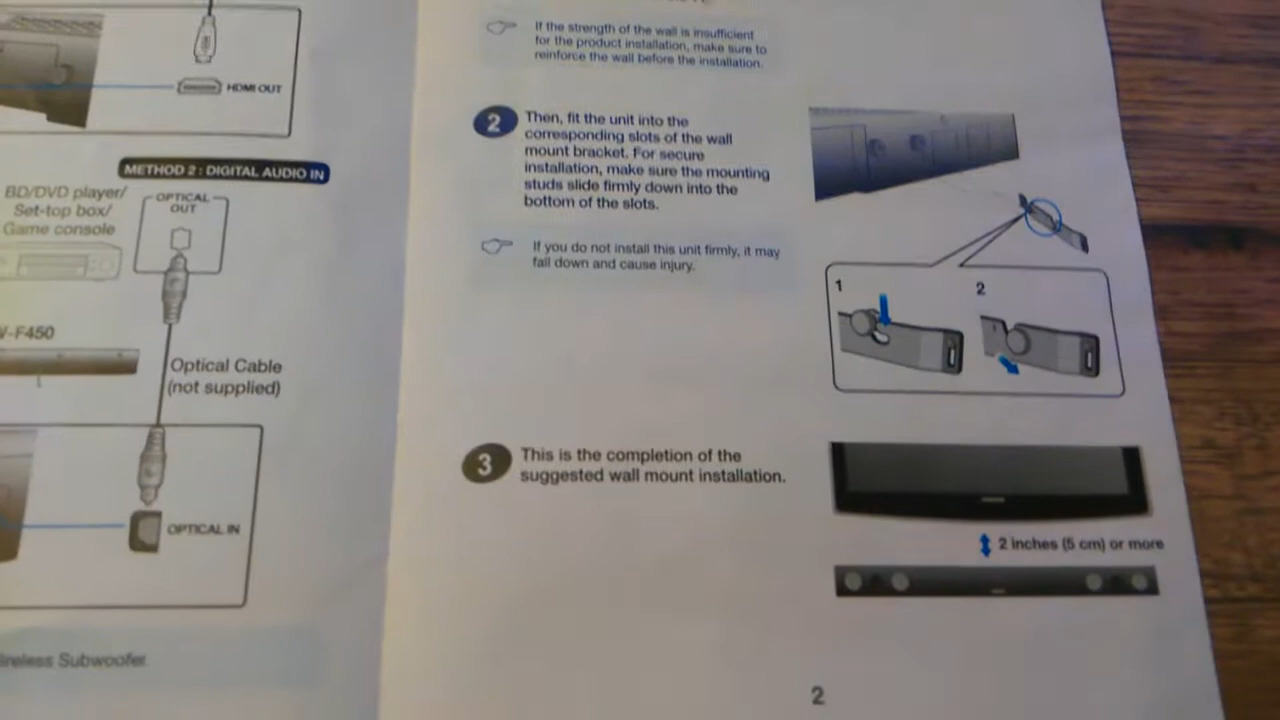 HDMI OUT
METHOD 2 : DIGITAL AUDIO IN
BD/DVD player/
Set-top box/
Game console
OPTICAL
OUT
-F450
Optical Cable
(not supplied)
OPTICAL IN
Subwoofer
If the strength of the wall is insufficient
for the product installation, make sure to
reinforce the wall before the installation.
2
Then, fit the unit into the
corresponding slots of the wall
mount bracket. For secure
installation, make sure the mounting
studs slide firmly down into the
bottom of the slots.
If you do not install this unit firmly, it may
fall down and cause injury.
1
2
3
This is the completion of the
suggested wall mount installation.
2 inches (5 cm) or more
2